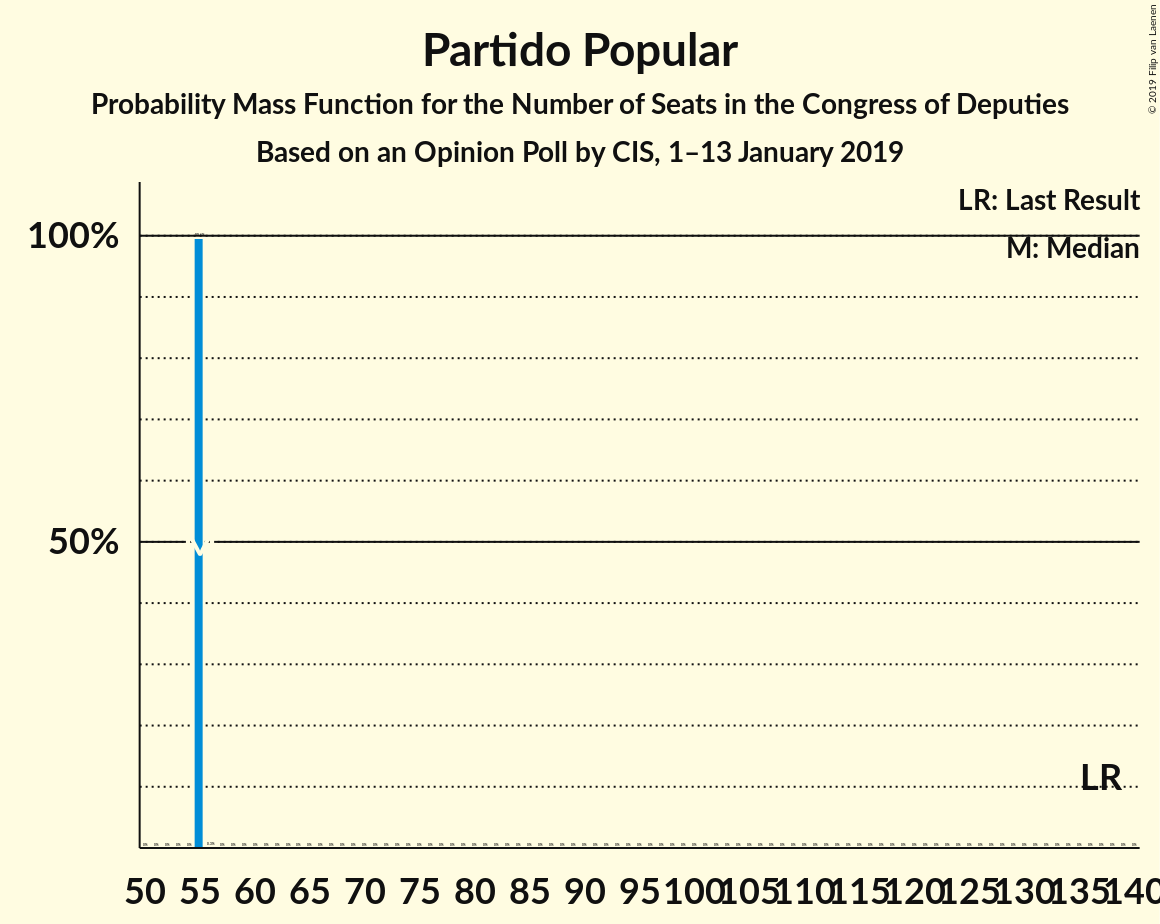 Partido Popular
Probability Mass Function for the Number of Seats in the Congress of Deputies
Based on an Opinion Poll by CIS, 1–13 January 2019
© 2019 Filip van Laenen
LR: Last Result
M: Median
100%
50%
M
LR
50 55 60 65 70 75 80 85 90 95 100 105 110 115 120 125 130 135 140